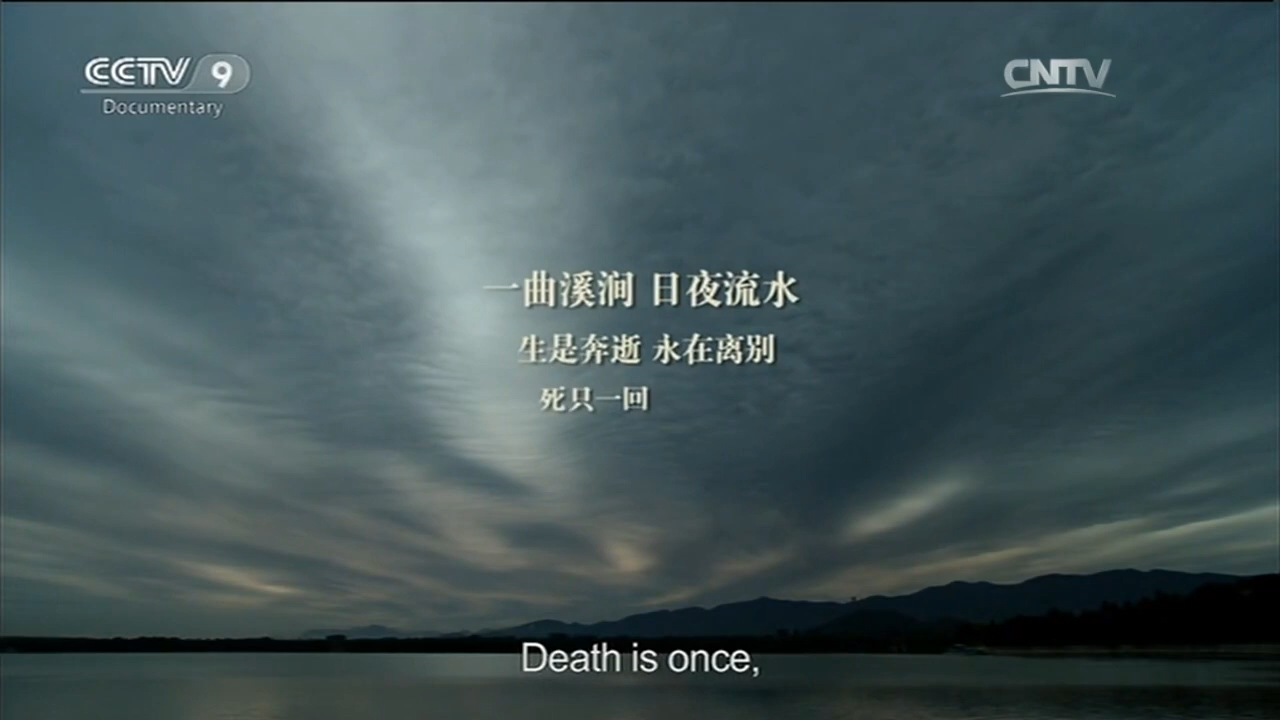 CCTV 9
CNTV
Documentary
一曲溪涧 日夜流水
生是奔逝 永在离别
死只一回
Death is once,